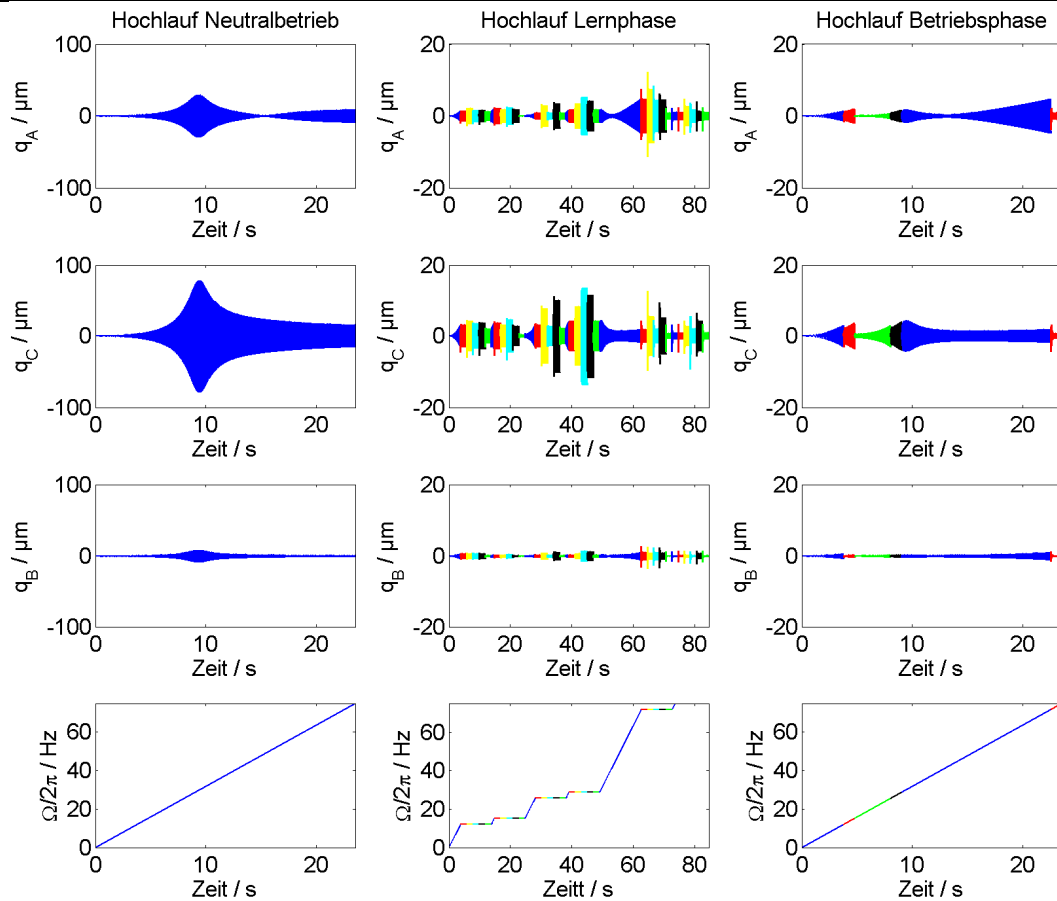 Hochlauf Neutralbetrieb
Hochlauf Lernphase
Hochlauf Betriebsphase
100
0
-100
q_A / µm
0 10 20
Zeit / s
20
0
-20
q_A / µm
0 20 40 60 80
Zeit / s
20
0
-20
q_A / µm
0 10 20
Zeit / s
100
0
-100
q_C / µm
0 10 20
Zeit / s
20
0
-20
q_C / µm
0 20 40 60 80
Zeit / s
20
0
-20
q_C / µm
0 10 20
Zeit / s
100
0
-100
q_B / µm
0 10 20
Zeit / s
20
0
-20
q_B / µm
0 20 40 60 80
Zeit / s
20
0
-20
q_B / µm
0 10 20
Zeit / s
60
40
20
0
Ω/2π / Hz
0 10 20
Zeit / s
60
40
20
0
Ω/2π / Hz
0 20 40 60 80
Zeitt / s
60
40
20
0
Ω/2π / Hz
0 10 20
Zeit / s